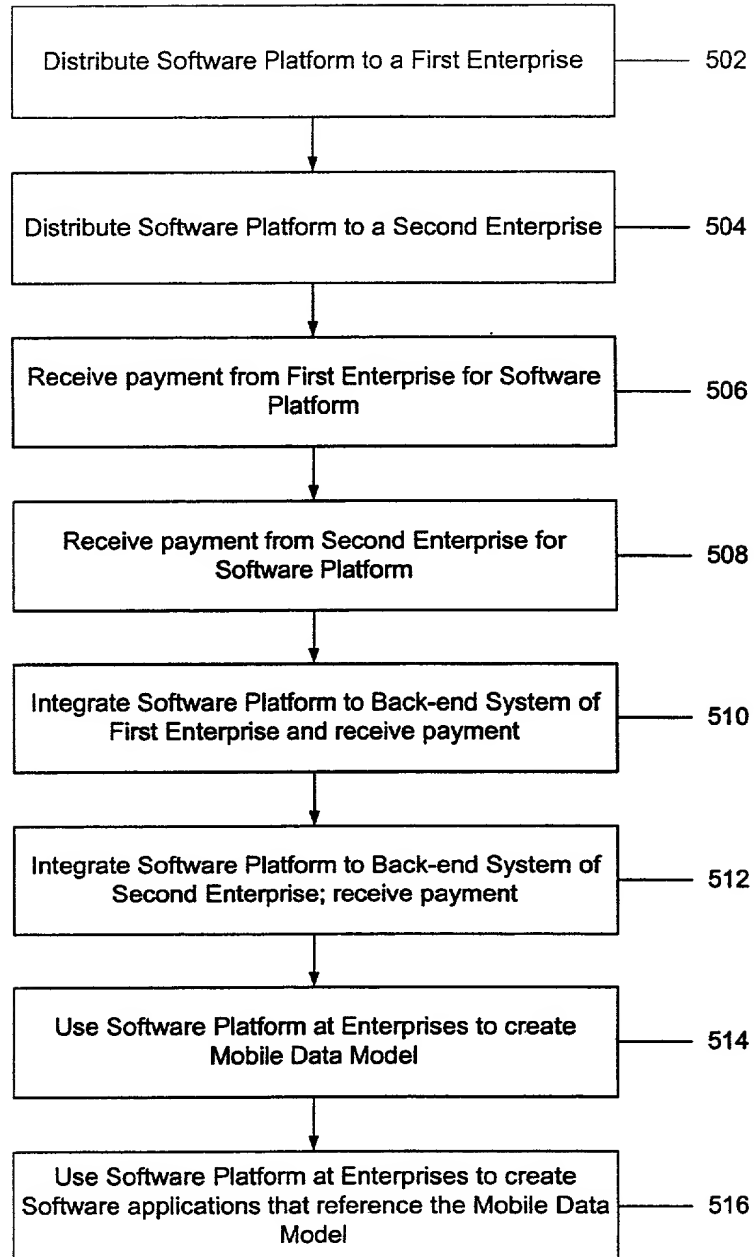 Distribute Software Platform to a First Enterprise
502
Distribute Software Platform to a Second Enterprise
504
Receive payment from First Enterprise for Software
Platform
506
Receive payment from Second Enterprise for
Software Platform
508
Integrate Software Platform to Back-end System of
First Enterprise and receive payment
510
Integrate Software Platform to Back-end System of
Second Enterprise; receive payment
512
Use Software Platform at Enterprises to create
Mobile Data Model
514
Use Software Platform at Enterprises to create
Software applications that reference the Mobile Data
Model
516